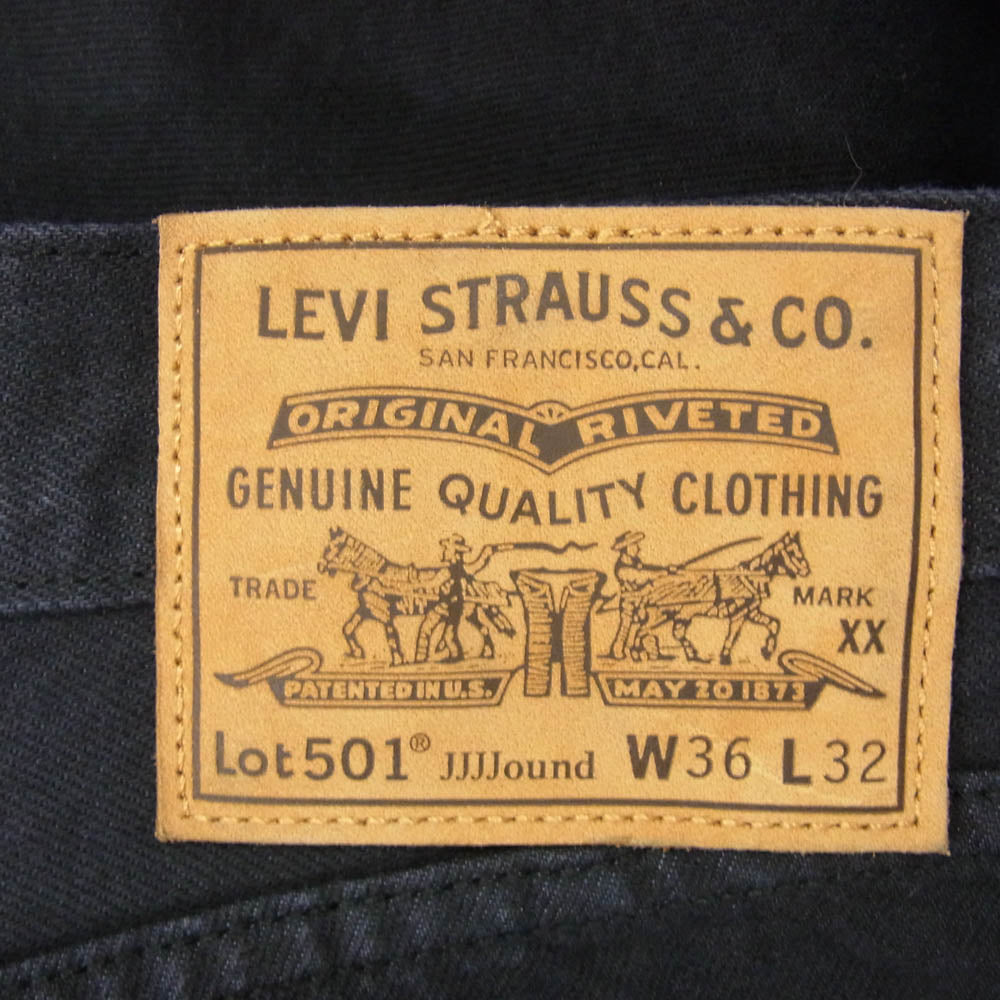 LEVI STRAUSS & CO.
SAN FRANCISCO, CAL.
ORIGINAL RIVETED
GENUINE QUALITY CLOTHING
TRADE MARK
XX
PATENTED IN U.S. MAY 20 1873
Lot 501® JJJJound W36 L32